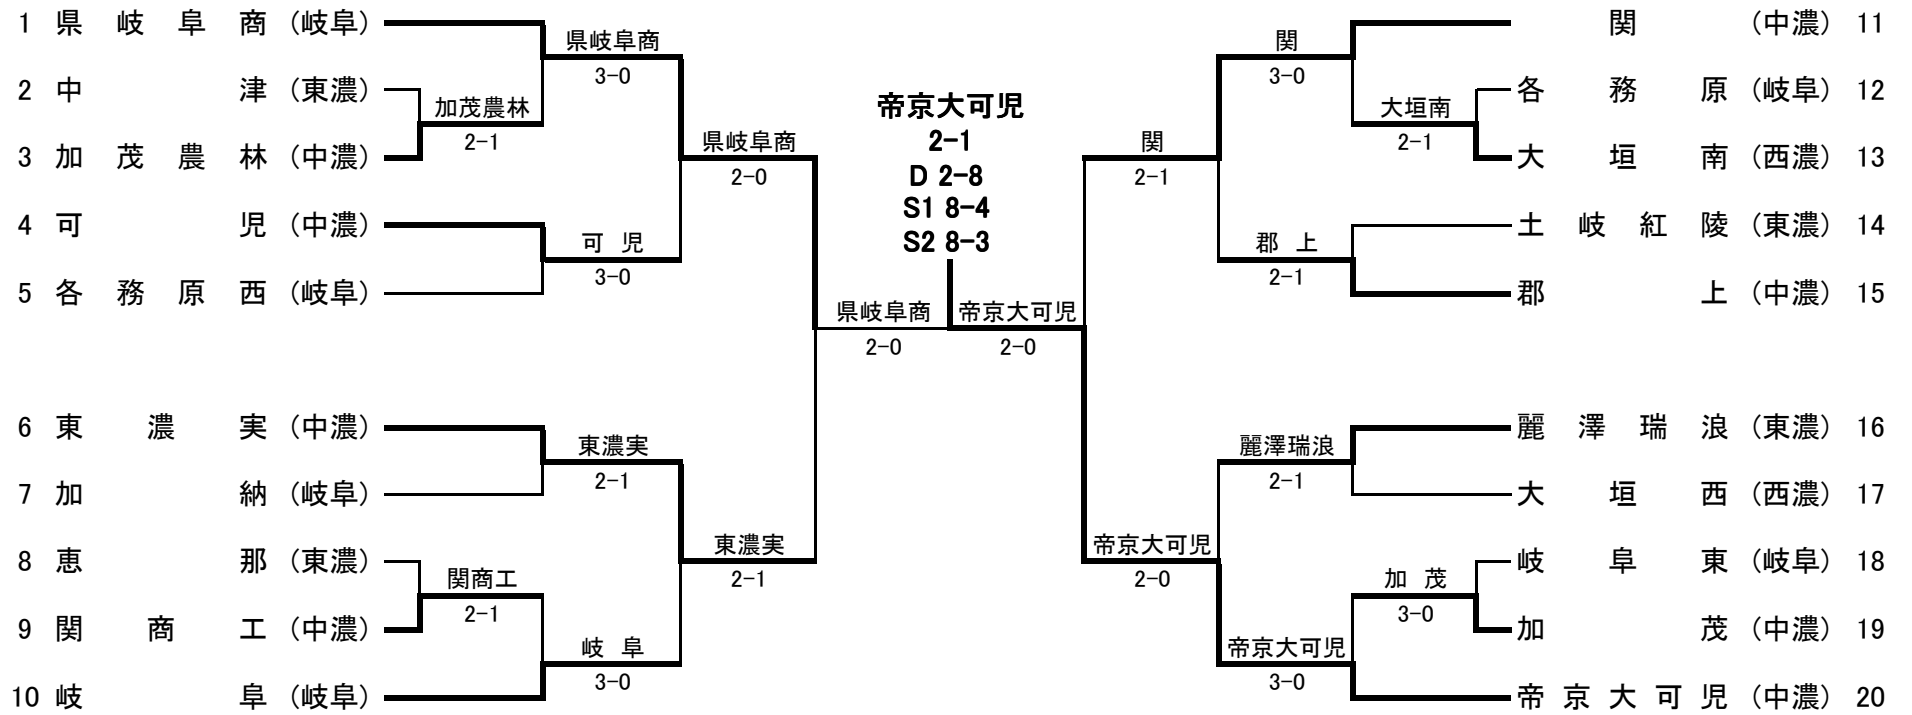 1 県岐阜商 (岐阜)
2 中津 (東濃)
3 加茂農林 (中濃)
4 可児 (中濃)
5 各務原西 (岐阜)
6 東濃実 (中濃)
7 加納 (岐阜)
8 恵那 (東濃)
9 関商工 (中濃)
10 岐阜 (岐阜)
加茂農林
2-1
関商工
2-1
県岐阜商
3-0
可児
3-0
東濃実
2-1
岐阜
3-0
県岐阜商
2-0
東濃実
2-1
県岐阜商
2-0
帝京大可児
2-1
D 2-8
S1 8-4
S2 8-3
帝京大可児
2-0
関
2-1
帝京大可児
2-0
関
3-0
郡上
2-1
麗澤瑞浪
2-1
帝京大可児
3-0
大垣南
2-1
加茂
3-0
関 (中濃) 11
各務原 (岐阜) 12
大垣南 (西濃) 13
土岐紅陵 (東濃) 14
郡上 (中濃) 15
麗澤瑞浪 (東濃) 16
大垣西 (西濃) 17
岐阜東 (岐阜) 18
加茂 (中濃) 19
帝京大可児 (中濃) 20